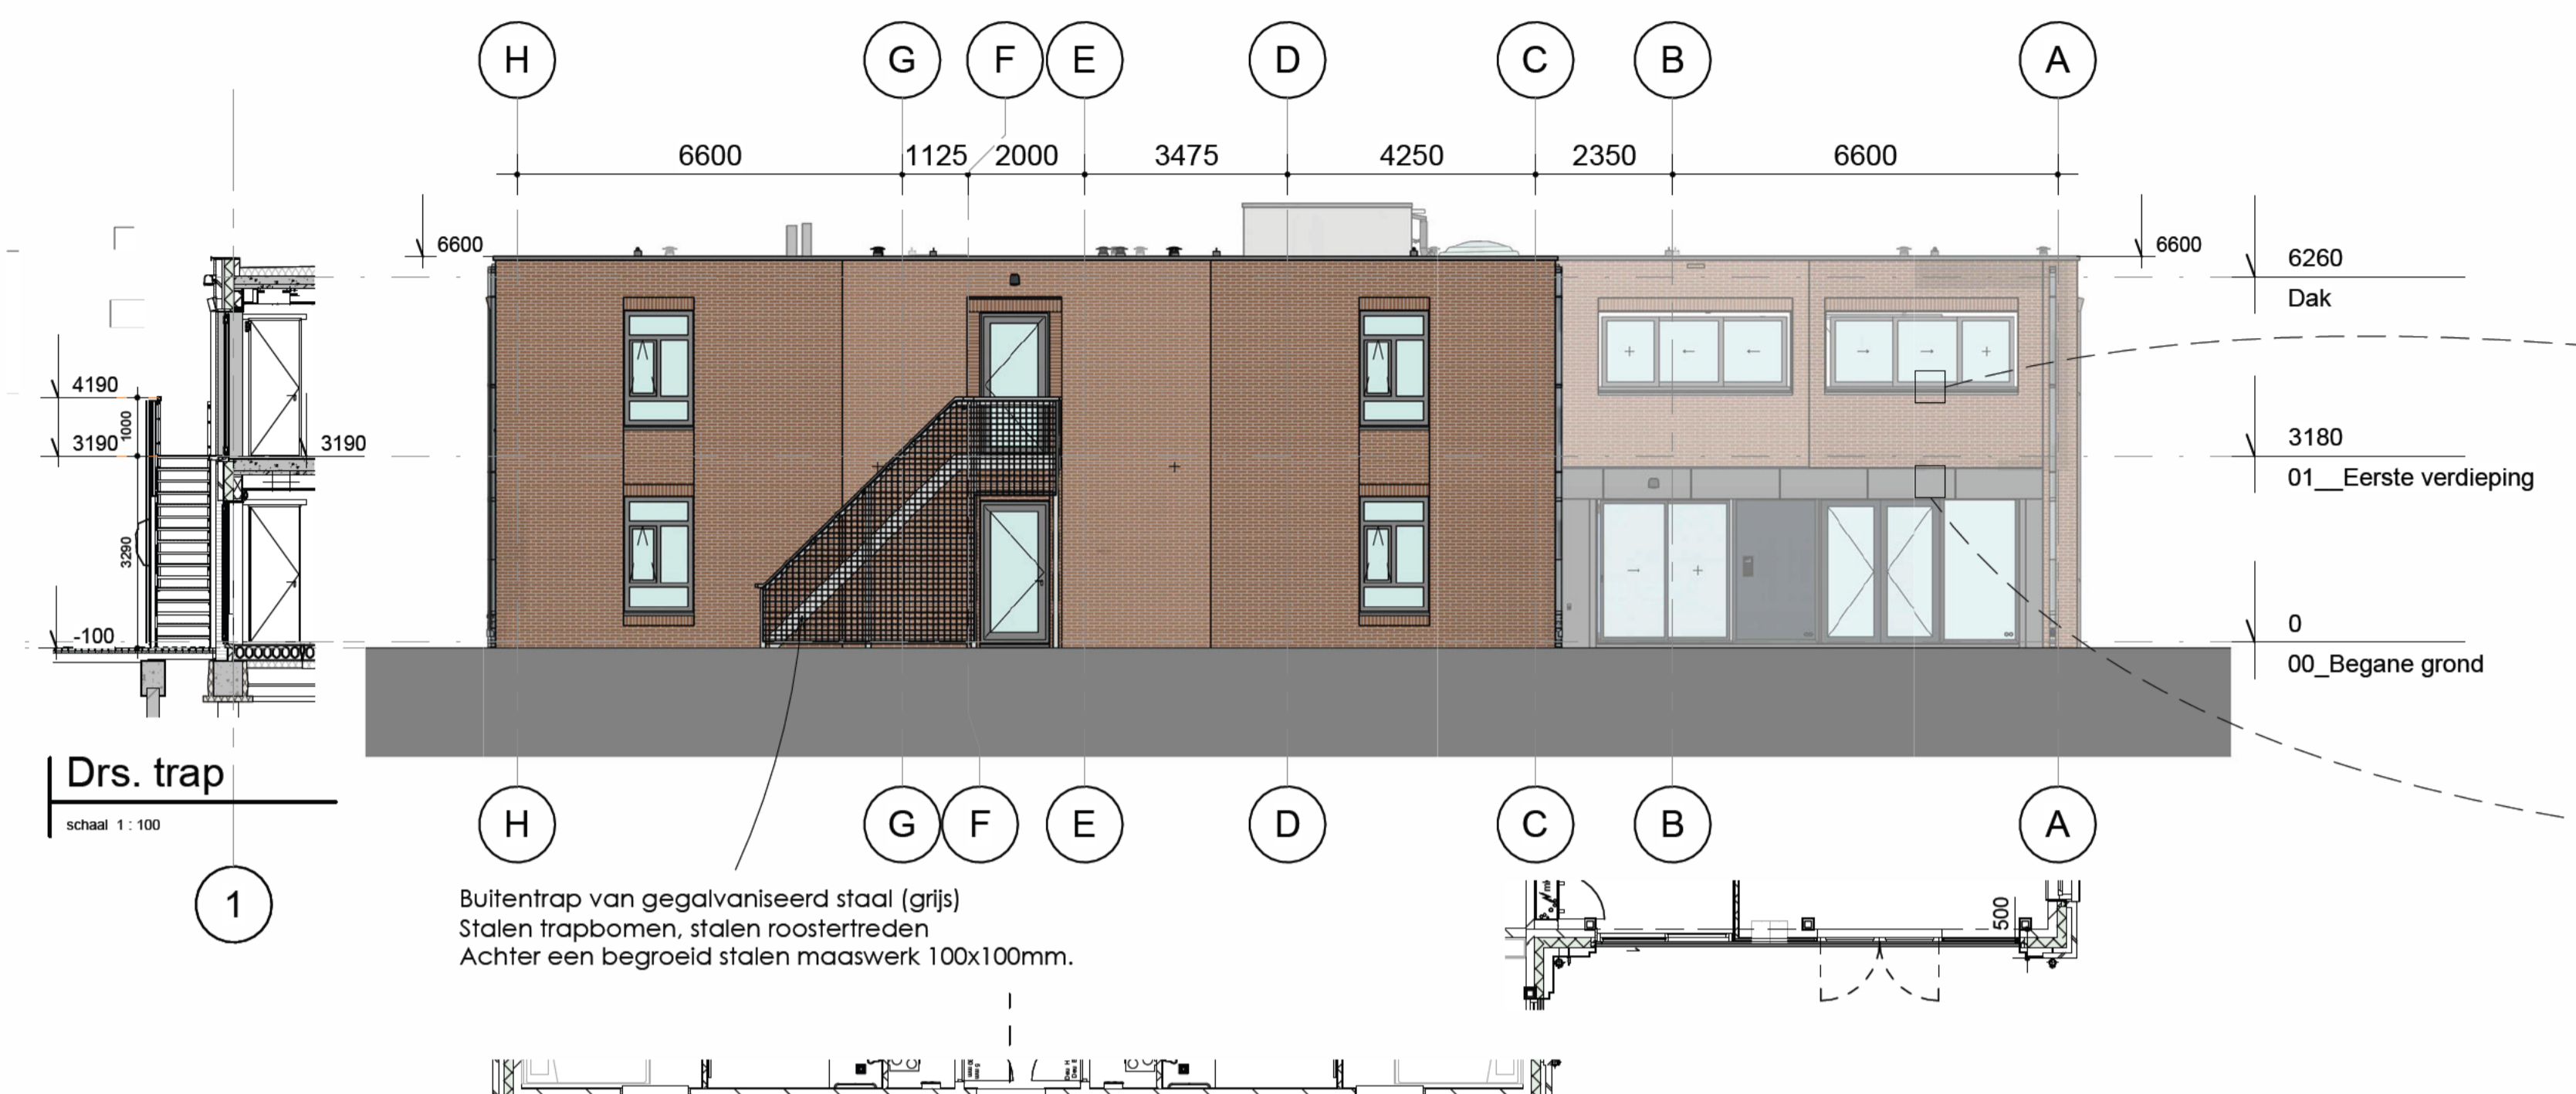 H G F E D C B A
6600 1125 2000 3475 4250 2350 6600
6600
6600
6260
Dak
4190
1000
3190
3190
3180
01__Eerste verdieping
3290
-100
0
00_Begane grond
Drs. trap
schaal 1 : 100
H G F E D C B A
1
Buitentrap van gegalvaniseerd staal (grijs)
Stalen trapbomen, stalen roostertreden
Achter een begroeid stalen maaswerk 100x100mm.
500